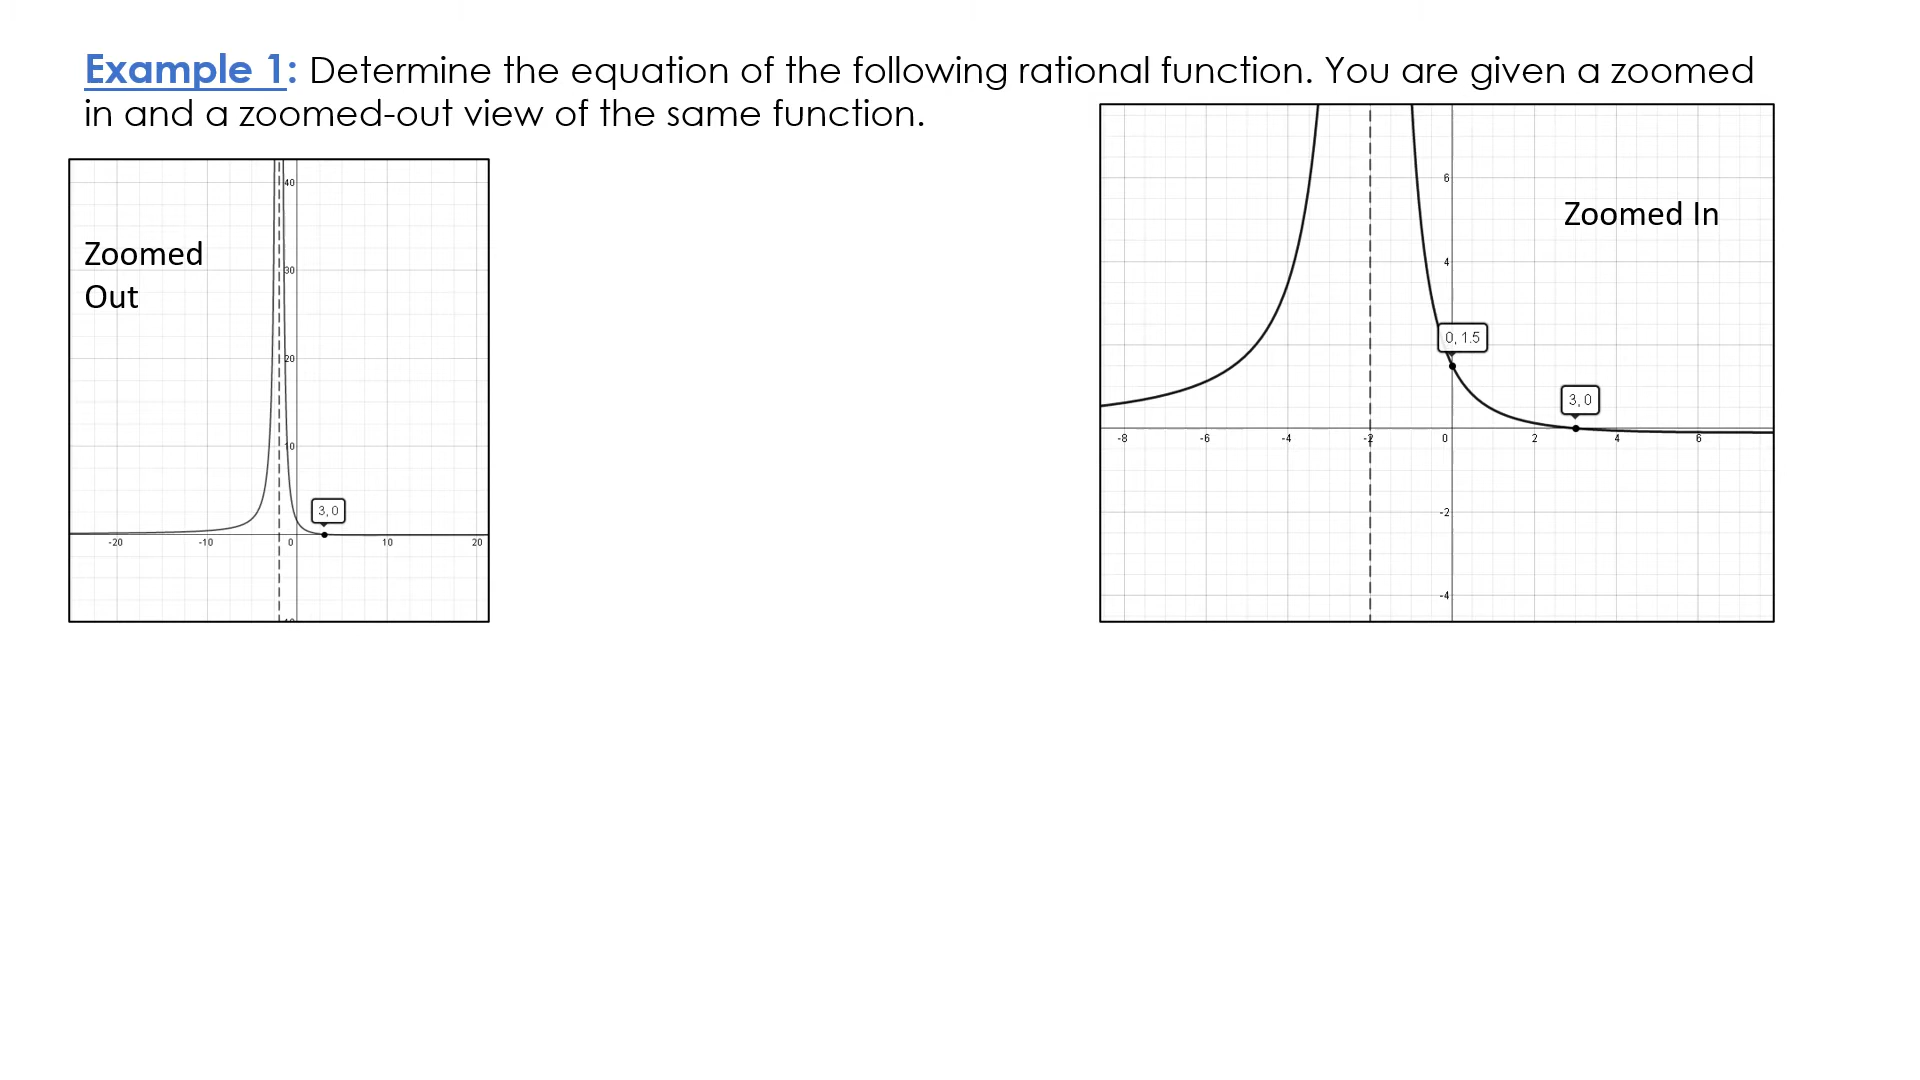 Example 1: Determine the equation of the following rational function. You are given a zoomed
in and a zoomed-out view of the same function.
Zoomed
Out
40
30
20
10
3, 0
-20 -10 0 10 20
Zoomed In
6
4
0, 1.5
3, 0
-8 -6 -4 -2 0 2 4 6
-2
-4